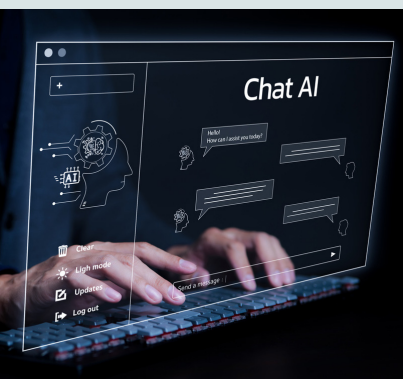 +
Chat AI
Hello!
How can I assist you today?
AI
Clear
Ligh mode
Updates
Log out
Send a message